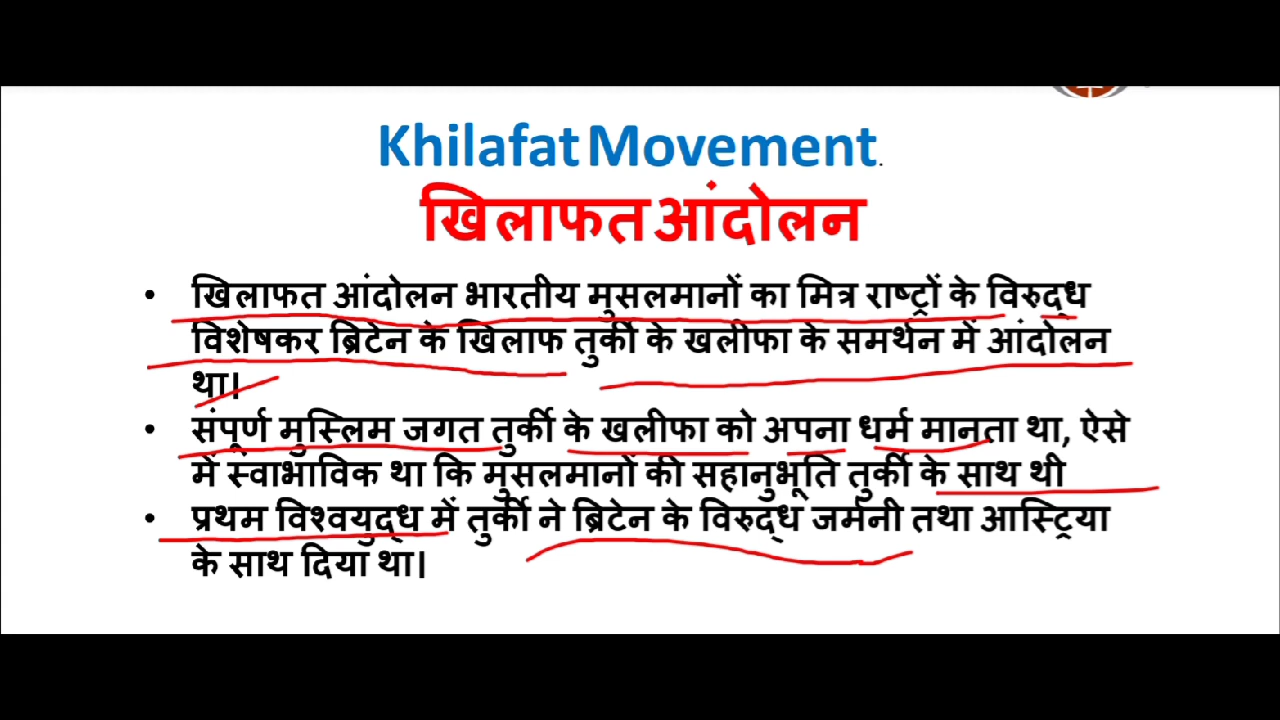 Khilafat Movement.
खिलाफत आंदोलन
• खिलाफत आंदोलन भारतीय मुसलमानों का मित्र राष्ट्रों के विरुद्ध
विशेषकर ब्रिटेन के खिलाफ तुर्की के खलीफा के समर्थन में आंदोलन
था।
• संपूर्ण मुस्लिम जगत तुर्की के खलीफा को अपना धर्म मानता था, ऐसे
में स्वाभाविक था कि मुसलमानों की सहानुभूति तुर्की के साथ थी
• प्रथम विश्वयुद्ध में तुर्की ने ब्रिटेन के विरुद्ध जर्मनी तथा आस्ट्रिया
के साथ दिया था।